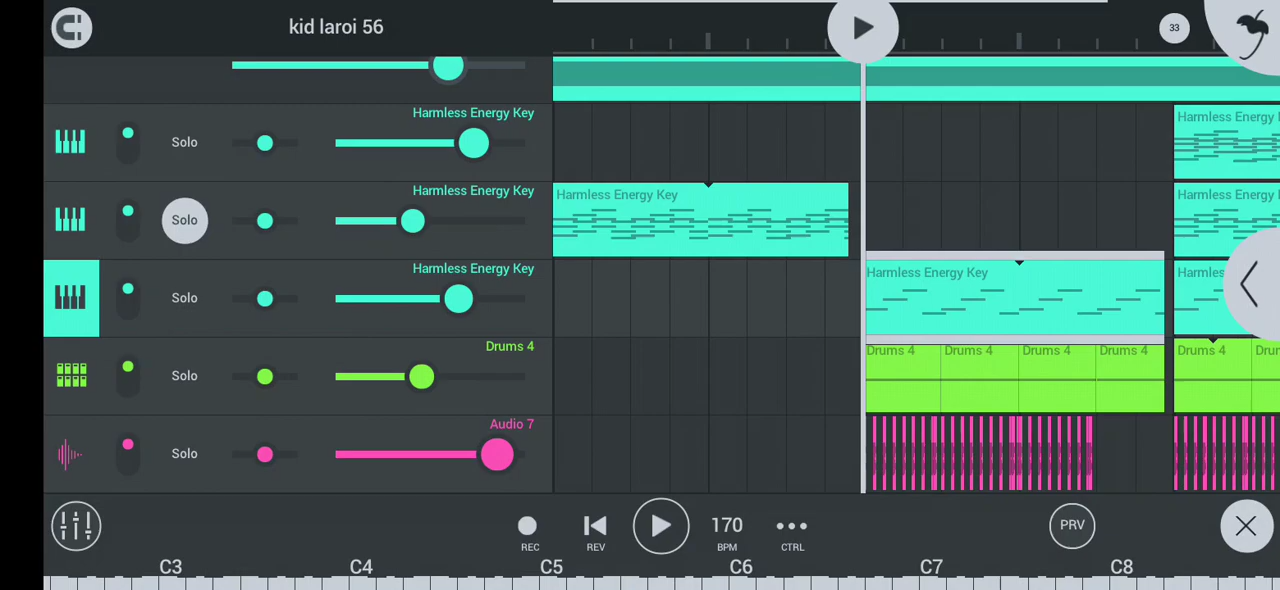 kid laroi 56
33
Harmless Energy Key
Solo
Harmless Energy
Harmless Energy Key
Solo
Harmless Energy Key
Harmless Energy
Harmless Energy Key
Solo
Harmless Energy Key
Harmles
Drums 4
Solo
Drums 4
Drums 4
Drums 4
Drums 4
Drums 4
Dru
Audio 7
Solo
REC
REV
170
BPM
CTRL
PRV
C3
C4
C5
C6
C7
C8